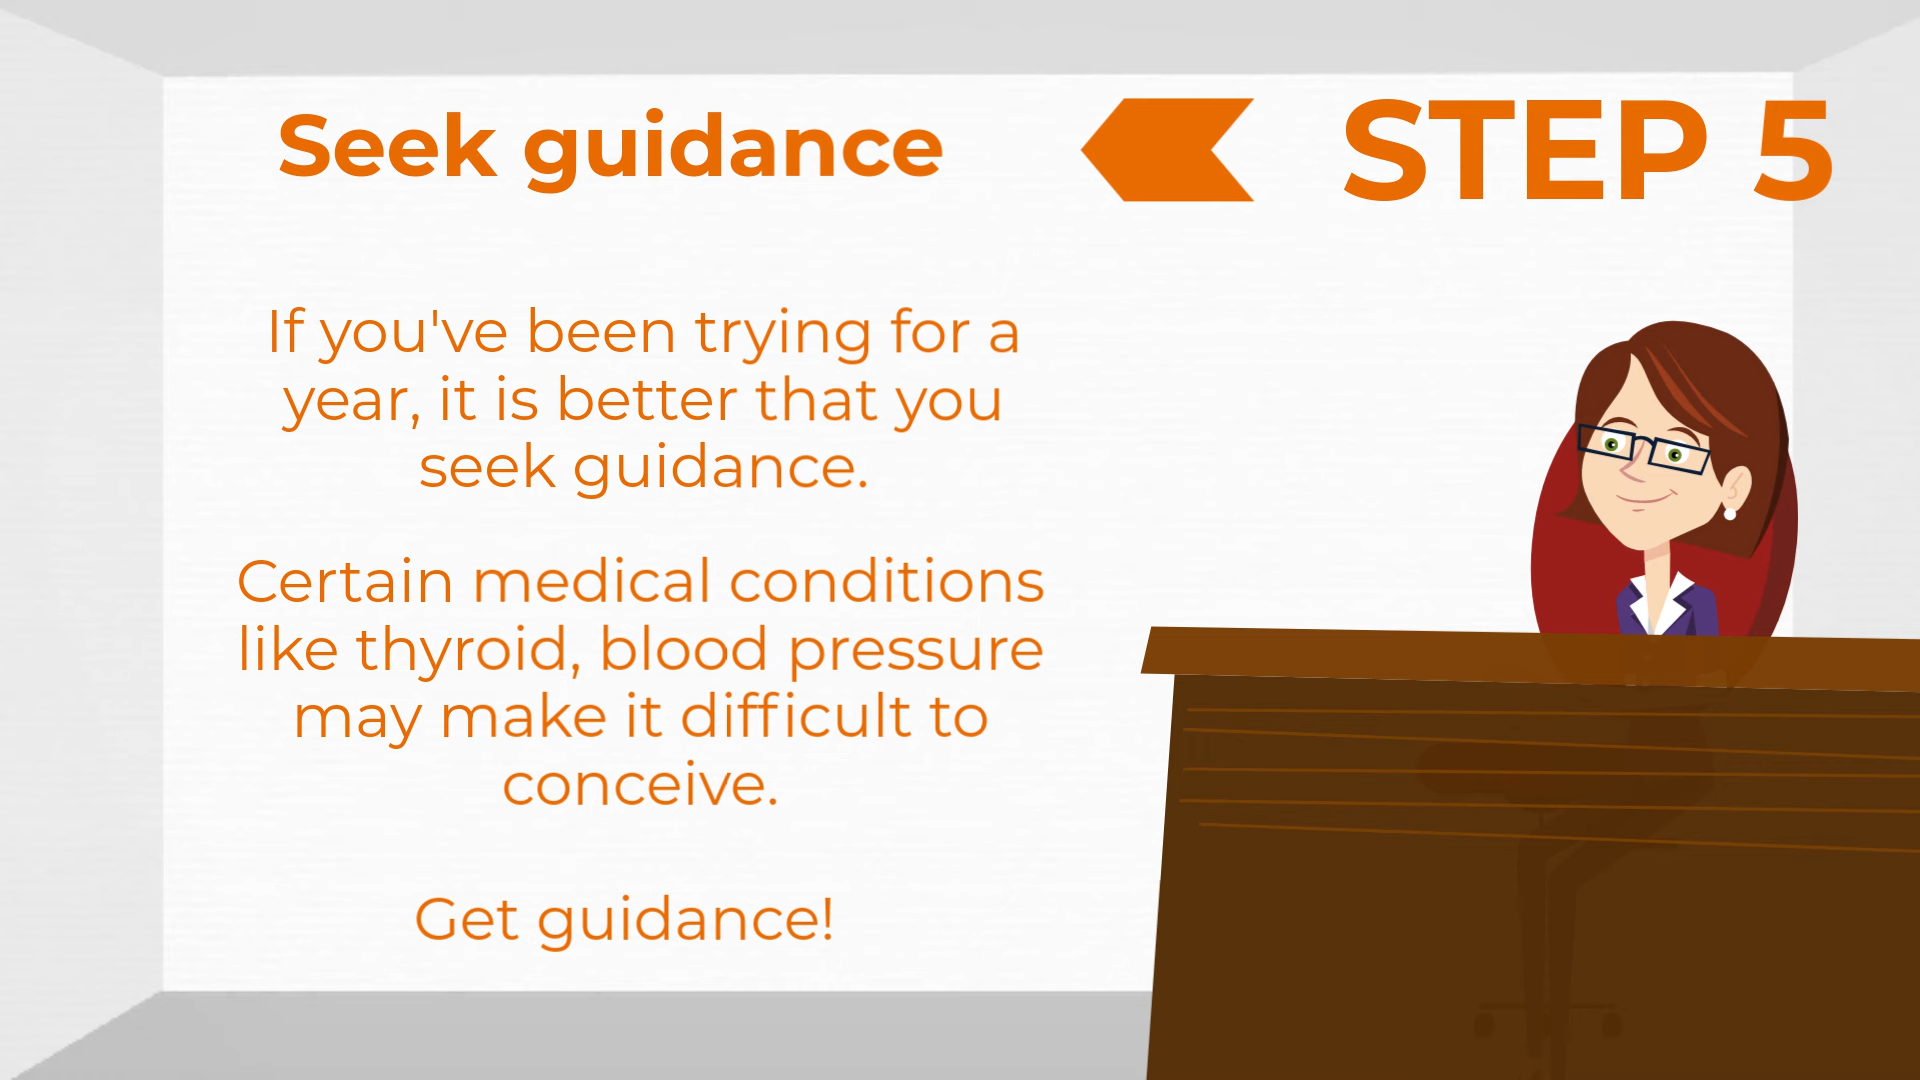 Seek guidance
STEP 5
If you've been trying for a
year, it is better that you
seek guidance.
Certain medical conditions
like thyroid, blood pressure
may make it difficult to
conceive.
Get guidance!